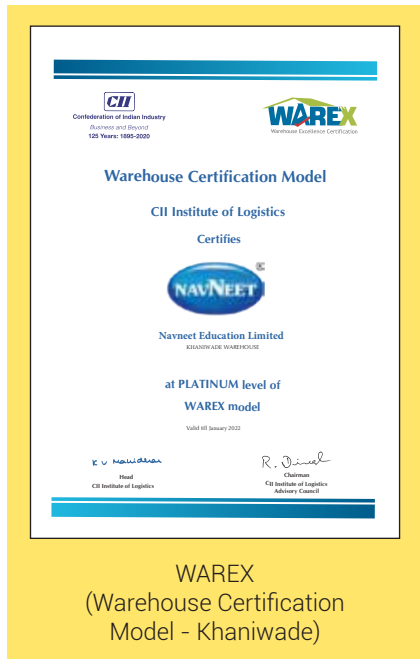 CII
Confederation of Indian Industry
Business and Beyond
125 Years: 1895-2020
WAREX
Warehouse Excellence Certification
Warehouse Certification Model
CII Institute of Logistics
Certifies
NAVNEET
Navneet Education Limited
KHANIWADE WAREHOUSE
at PLATINUM level of
WAREX model
Valid till January 2022
K V Mahidhar
R. Dinesh
Head
CII Institute of Logistics
Chairman
CII Institute of Logistics
Advisory Council
WAREX
(Warehouse Certification
Model - Khaniwade)